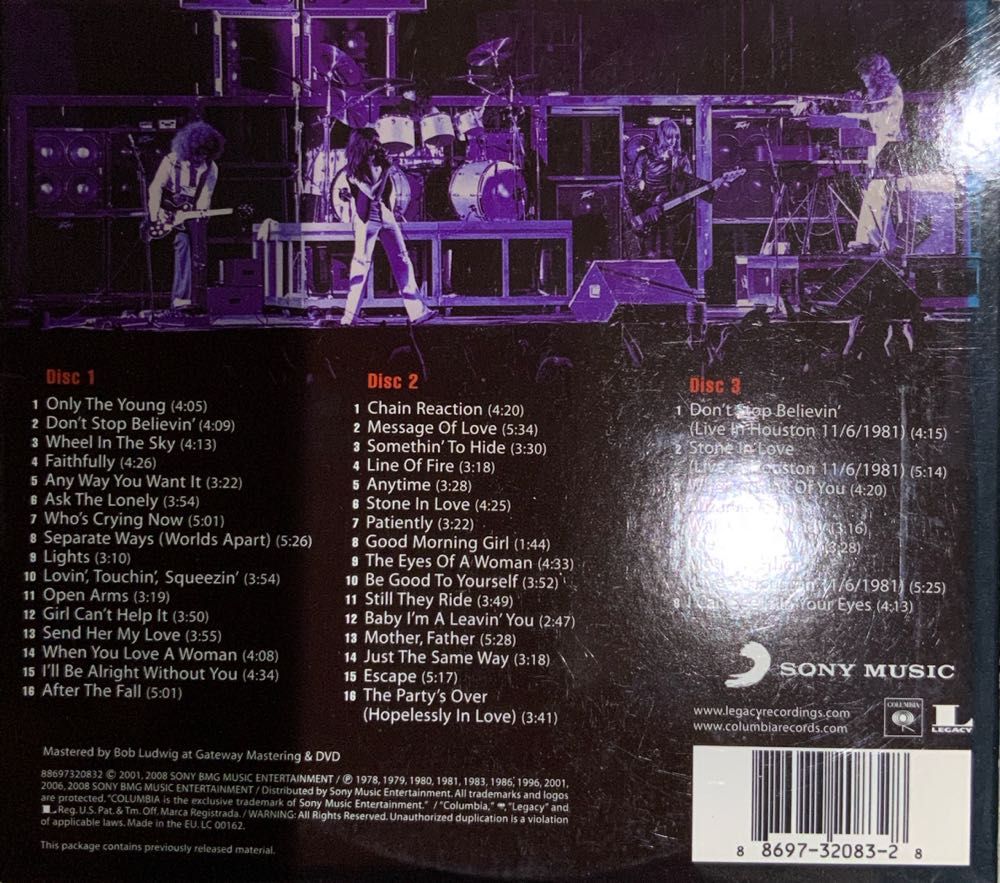 PEAVEY
Disc 1
1 Only The Young (4:05)
2 Don't Stop Believin' (4:09)
3 Wheel In The Sky (4:13)
4 Faithfully (4:26)
5 Any Way You Want It (3:22)
6 Ask The Lonely (3:54)
7 Who's Crying Now (5:01)
8 Separate Ways (Worlds Apart) (5:26)
9 Lights (3:10)
10 Lovin', Touchin', Squeezin' (3:54)
11 Open Arms (3:19)
12 Girl Can't Help It (3:50)
13 Send Her My Love (3:55)
14 When You Love A Woman (4:08)
15 I'll Be Alright Without You (4:34)
16 After The Fall (5:01)
Disc 2
1 Chain Reaction (4:20)
2 Message Of Love (5:34)
3 Somethin' To Hide (3:30)
4 Line Of Fire (3:18)
5 Anytime (3:28)
6 Stone In Love (4:25)
7 Patiently (3:22)
8 Good Morning Girl (1:44)
9 The Eyes Of A Woman (4:33)
10 Be Good To Yourself (3:52)
11 Still They Ride (3:49)
12 Baby I'm A Leavin' You (2:47)
13 Mother, Father (5:28)
14 Just The Same Way (3:18)
15 Escape (5:17)
16 The Party's Over
(Hopelessly In Love) (3:41)
Disc 3
1 Don't Stop Believin'
(Live In Houston 11/6/1981) (4:15)
2 Stone In Love
(Live In Houston 11/6/1981) (5:14)
Of You (4:20)
(3:16)
(3:28)
11/6/1981) (5:25)
I Can See It In Your Eyes (4:13)
SONY MUSIC
www.legacyrecordings.com
www.columbiarecords.com
COLUMBIA
LEGACY
Mastered by Bob Ludwig at Gateway Mastering & DVD
88697320832 © 2001, 2008 SONY BMG MUSIC ENTERTAINMENT / ℗ 1978, 1979, 1980, 1981, 1983, 1986, 1996, 2001,
2006, 2008 SONY BMG MUSIC ENTERTAINMENT / Distributed by Sony Music Entertainment. All trademarks and logos
are protected. "COLUMBIA is the exclusive trademark of Sony Music Entertainment." / "Columbia," "Legacy" and
L Reg. U.S. Pat. & Tm. Off. Marca Registrada. / WARNING: All Rights Reserved. Unauthorized duplication is a violation
of applicable laws. Made in the EU. LC 00162.
This package contains previously released material.
8 8697-32083-2 8